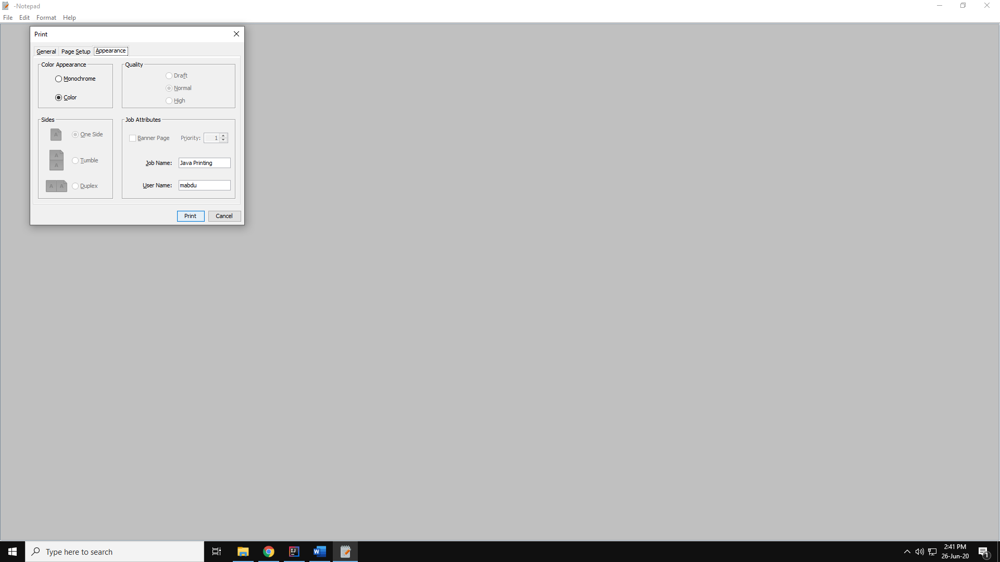 -Notepad
File Edit Format Help
Print
General Page Setup Appearance
Color Appearance
Monochrome
Color
Quality
Draft
Normal
High
Sides
A One Side
A
A
Tumble
A A Duplex
Job Attributes
Banner Page Priority: 1
Job Name: Java Printing
User Name: mabdu
Print Cancel
Type here to search
IJ
W
2:41 PM
26-Jun-20
1